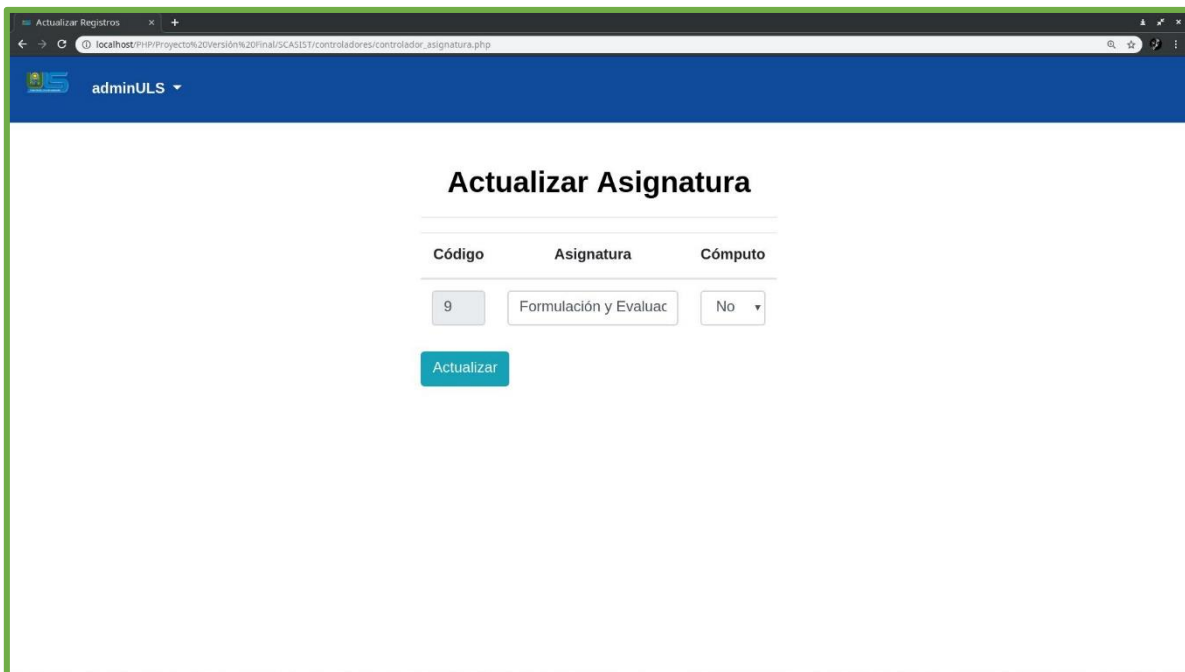 Actualizar Registros
localhost/PHP/Proyecto%20Versión%20Final/SCASIST/controladores/controlador_asignatura.php
ULS adminULS
Actualizar Asignatura
Código Asignatura Cómputo
9 Formulación y Evaluac No
Actualizar